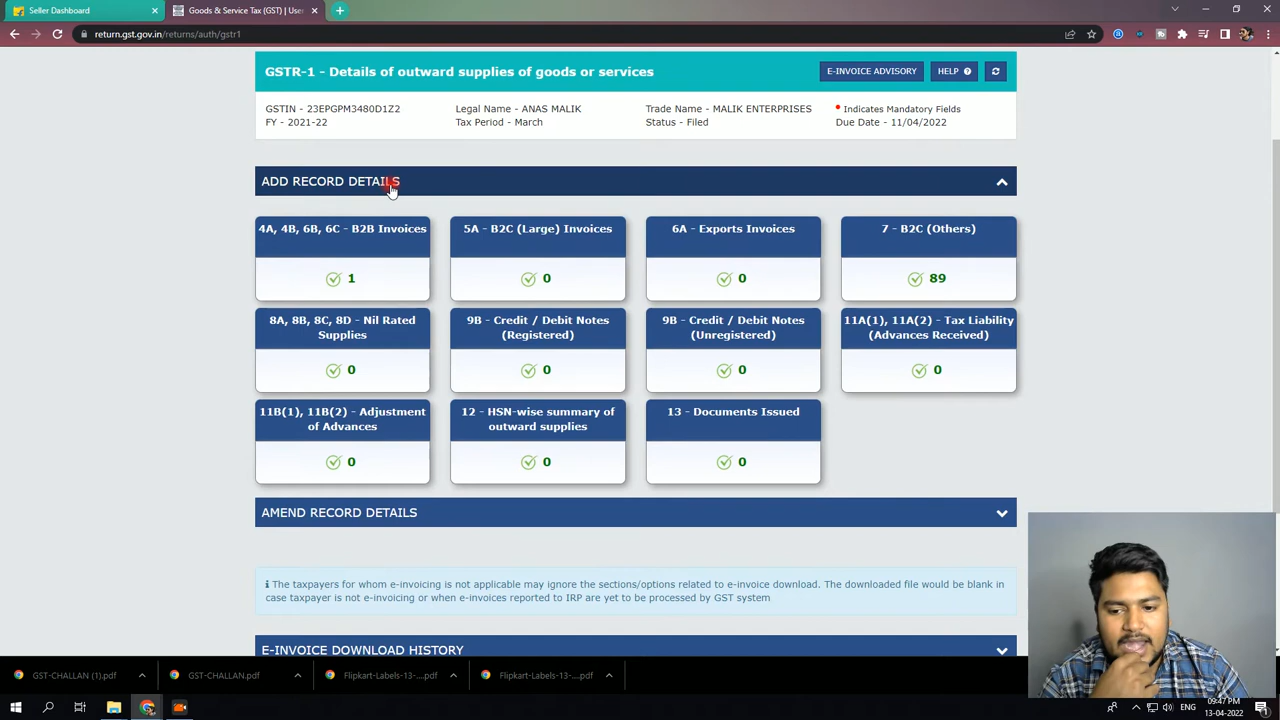 Seller Dashboard
Goods & Service Tax (GST) | User
return.gst.gov.in/returns/auth/gstr1
GSTR-1 - Details of outward supplies of goods or services
E-INVOICE ADVISORY
HELP
GSTIN - 23EPGPM3480D1Z2
Legal Name - ANAS MALIK
Trade Name - MALIK ENTERPRISES
Indicates Mandatory Fields
FY - 2021-22
Tax Period - March
Status - Filed
Due Date - 11/04/2022
ADD RECORD DETAILS
4A, 4B, 6B, 6C - B2B Invoices
1
5A - B2C (Large) Invoices
0
6A - Exports Invoices
0
7 - B2C (Others)
89
8A, 8B, 8C, 8D - Nil Rated
Supplies
0
9B - Credit / Debit Notes
(Registered)
0
9B - Credit / Debit Notes
(Unregistered)
0
11A(1), 11A(2) - Tax Liability
(Advances Received)
0
11B(1), 11B(2) - Adjustment
of Advances
0
12 - HSN-wise summary of
outward supplies
0
13 - Documents Issued
0
AMEND RECORD DETAILS
The taxpayers for whom e-invoicing is not applicable may ignore the sections/options related to e-invoice download. The downloaded file would be blank in
case taxpayer is not e-invoicing or when e-invoices reported to IRP are yet to be processed by GST system
E-INVOICE DOWNLOAD HISTORY
GST-CHALLAN (1).pdf
GST-CHALLAN.pdf
Flipkart-Labels-13-....pdf
Flipkart-Labels-13-....pdf
ENG
09:47 PM
13-04-2022